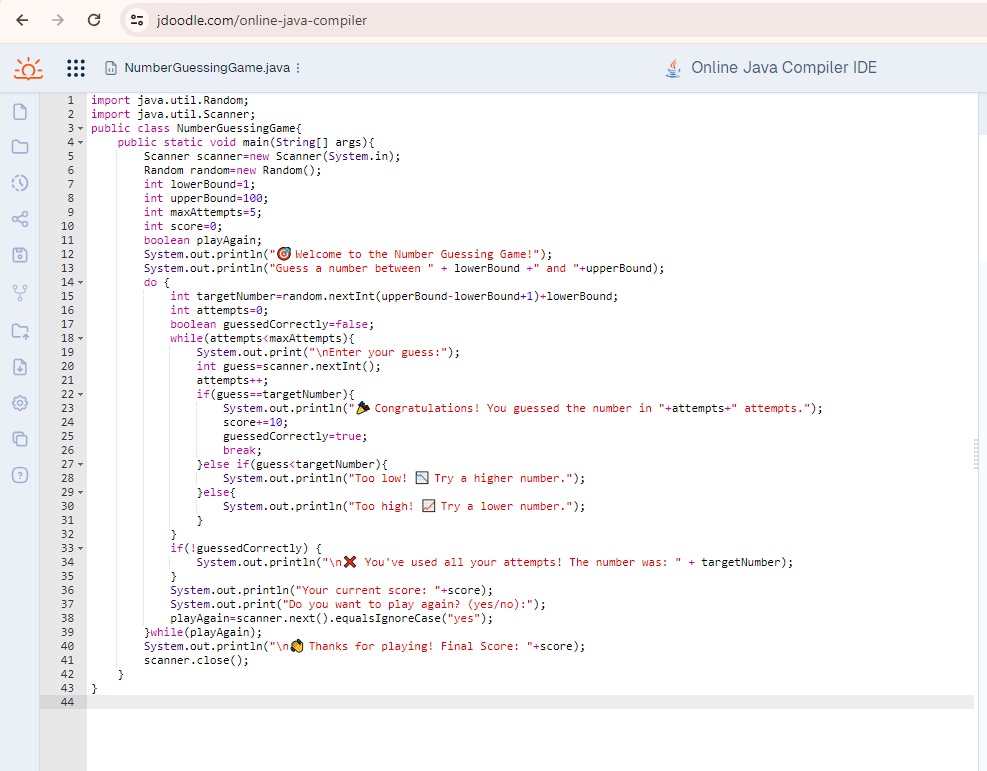 jdoodle.com/online-java-compiler
NumberGuessingGame.java
Online Java Compiler IDE
1 import java.util.Random;
2 import java.util.Scanner;
3 public class NumberGuessingGame{
4     public static void main(String[] args){
5         Scanner scanner=new Scanner(System.in);
6         Random random=new Random();
7         int lowerBound=1;
8         int upperBound=100;
9         int maxAttempts=5;
10         int score=0;
11         boolean playAgain;
12         System.out.println("🎯 Welcome to the Number Guessing Game!");
13         System.out.println("Guess a number between " + lowerBound +" and "+upperBound);
14         do {
15             int targetNumber=random.nextInt(upperBound-lowerBound+1)+lowerBound;
16             int attempts=0;
17             boolean guessedCorrectly=false;
18             while(attempts<maxAttempts){
19                 System.out.print("\nEnter your guess:");
20                 int guess=scanner.nextInt();
21                 attempts++;
22                 if(guess==targetNumber){
23                     System.out.println("🎉 Congratulations! You guessed the number in "+attempts+" attempts.");
24                     score+=10;
25                     guessedCorrectly=true;
26                     break;
27                 }else if(guess<targetNumber){
28                     System.out.println("Too low! 📉 Try a higher number.");
29                 }else{
30                     System.out.println("Too high! 📈 Try a lower number.");
31                 }
32             }
33             if(!guessedCorrectly) {
34                 System.out.println("\n❌ You've used all your attempts! The number was: " + targetNumber);
35             }
36             System.out.println("Your current score: "+score);
37             System.out.print("Do you want to play again? (yes/no):");
38             playAgain=scanner.next().equalsIgnoreCase("yes");
39         }while(playAgain);
40         System.out.println("\n👏 Thanks for playing! Final Score: "+score);
41         scanner.close();
42     }
43 }
44